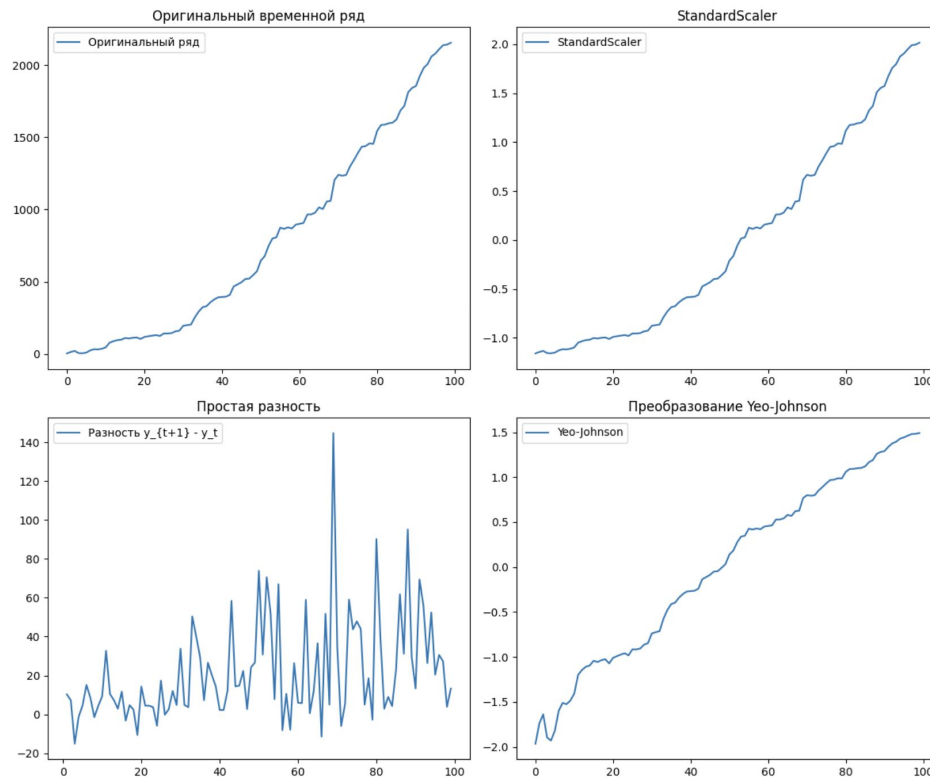 Оригинальный временной ряд
Оригинальный ряд
2000
1500
1000
500
0
0 20 40 60 80 100
StandardScaler
StandardScaler
2.0
1.5
1.0
0.5
0.0
−0.5
−1.0
0 20 40 60 80 100
Простая разность
Разность y_{t+1} - y_t
140
120
100
80
60
40
20
0
−20
0 20 40 60 80 100
Преобразование Yeo-Johnson
Yeo-Johnson
1.5
1.0
0.5
0.0
−0.5
−1.0
−1.5
−2.0
0 20 40 60 80 100